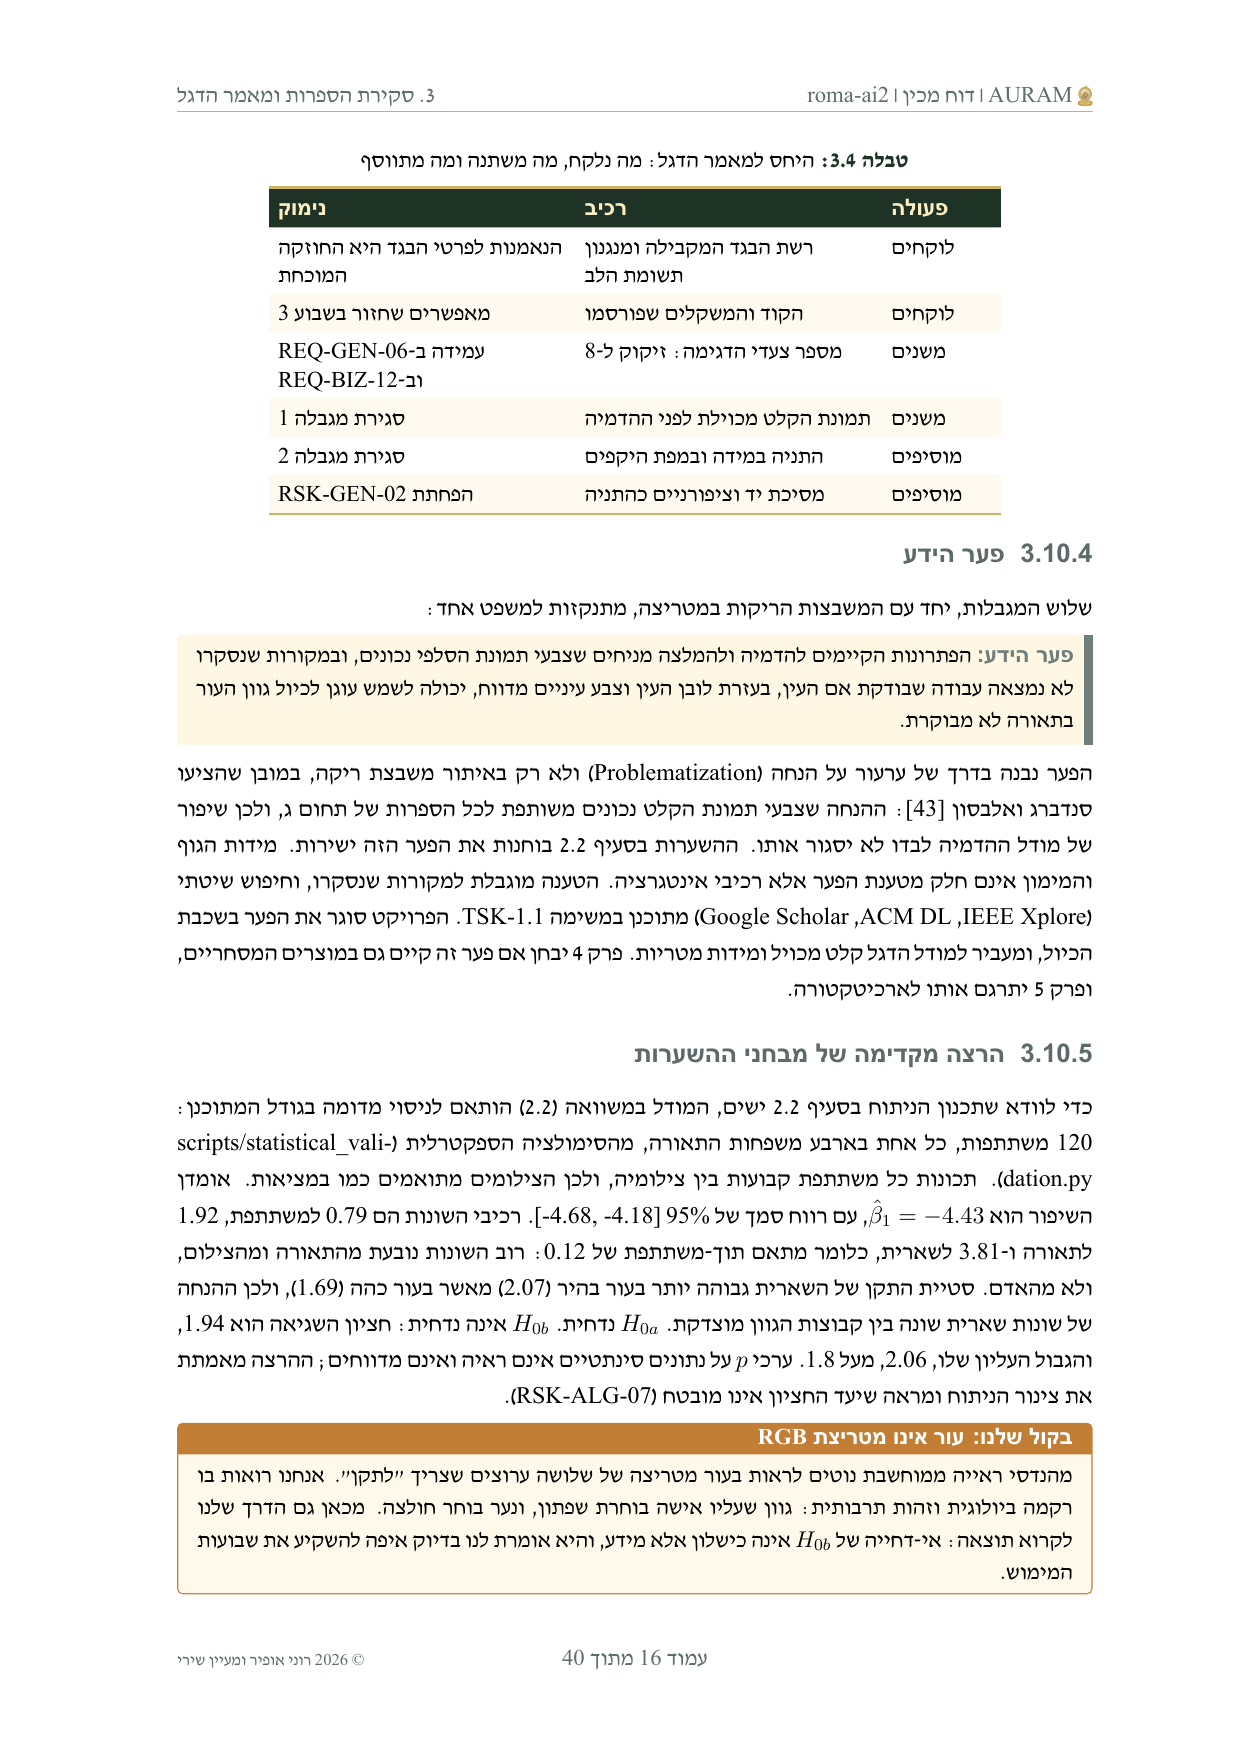 AURAM | דוח מכין | roma-ai2
3. סקירת הספרות ומאמר הדגל
טבלה 3.4: היחס למאמר הדגל: מה נלקח, מה משתנה ומה מתווסף
פעולה רכיב נימוק
לוקחים רשת הבגד המקבילה ומנגנון תשומת הלב הנאמנות לפרטי הבגד היא החוזקה המוכחת
לוקחים הקוד והמשקלים שפורסמו מאפשרים שחזור בשבוע 3
משנים מספר צעדי הדגימה: זיקוק ל-8 עמידה ב-REQ-GEN-06 וב-REQ-BIZ-12
משנים תמונת הקלט מכוילת לפני ההדמיה סגירת מגבלה 1
מוסיפים התניה במידה ובמפת היקפים סגירת מגבלה 2
מוסיפים מסיכת יד וציפורניים כהתניה הפחתת RSK-GEN-02
3.10.4 פער הידע
שלוש המגבלות, יחד עם המשבצות הריקות במטריצה, מתנקזות למשפט אחד:
פער הידע: הפתרונות הקיימים להדמיה ולהמלצה מניחים שצבעי תמונת הסלפי נכונים, ובמקורות שנסקרו
לא נמצאה עבודה שבודקת אם העין, בעזרת לובן העין וצבע עיניים מדווח, יכולה לשמש עוגן לכיול גוון העור
בתאורה לא מבוקרת.
הפער נבנה בדרך של ערעור על הנחה (Problematization) ולא רק באיתור משבצת ריקה, במובן שהציעו
סנדברג ואלבסון [43]: ההנחה שצבעי תמונת הקלט נכונים משותפת לכל הספרות של תחום ג, ולכן שיפור
של מודל ההדמיה לבדו לא יסגור אותו. ההשערות בסעיף 2.2 בוחנות את הפער הזה ישירות. מידות הגוף
והמימון אינם חלק מטענת הפער אלא רכיבי אינטגרציה. הטענה מוגבלת למקורות שנסקרו, וחיפוש שיטתי
(Google Scholar ,ACM DL ,IEEE Xplore) מתוכנן במשימה TSK-1.1. הפרויקט סוגר את הפער בשכבת
הכיול, ומעביר למודל הדגל קלט מכויל ומידות מטריות. פרק 4 יבחן אם פער זה קיים גם במוצרים המסחריים,
ופרק 5 יתרגם אותו לארכיטקטורה.
3.10.5 הרצה מקדימה של מבחני ההשערות
כדי לוודא שתכנון הניתוח בסעיף 2.2 ישים, המודל במשוואה (2.2) הותאם לניסוי מדומה בגודל המתוכנן:
120 משתתפות, כל אחת בארבע משפחות התאורה, מהסימולציה הספקטרלית (scripts/statistical_vali-
dation.py). תכונות כל משתתפת קבועות בין צילומיה, ולכן הצילומים מתואמים כמו במציאות. אומדן
השיפור הוא $\hat{\beta}_1 = -4.43$, עם רווח סמך של 95% [-4.68, -4.18]. רכיבי השונות הם 0.79 למשתתפת, 1.92
לתאורה ו-3.81 לשארית, כלומר מתאם תוך-משתתפת של 0.12: רוב השונות נובעת מהתאורה ומהצילום,
ולא מהאדם. סטיית התקן של השארית גבוהה יותר בעור בהיר (2.07) מאשר בעור כהה (1.69), ולכן ההנחה
של שונות שארית שונה בין קבוצות הגוון מוצדקת. $H_{0a}$ נדחית. $H_{0b}$ אינה נדחית: חציון השגיאה הוא 1.94,
והגבול העליון שלו, 2.06, מעל 1.8. ערכי $p$ על נתונים סינתטיים אינם ראיה ואינם מדווחים; ההרצה מאמתת
את צינור הניתוח ומראה שיעד החציון אינו מובטח (RSK-ALG-07).
בקול שלנו: עור אינו מטריצת RGB
מהנדסי ראייה ממוחשבת נוטים לראות בעור מטריצה של שלושה ערוצים שצריך ״לתקן״. אנחנו רואות בו
רקמה ביולוגית וזהות תרבותית: גוון שעליו אישה בוחרת שפתון, ונער בוחר חולצה. מכאן גם הדרך שלנו
לקרוא תוצאה: אי-דחייה של $H_{0b}$ אינה כישלון אלא מידע, והיא אומרת לנו בדיוק איפה להשקיע את שבועות
המימוש.
עמוד 16 מתוך 40
© 2026 רוני אופיר ומעיין שירי